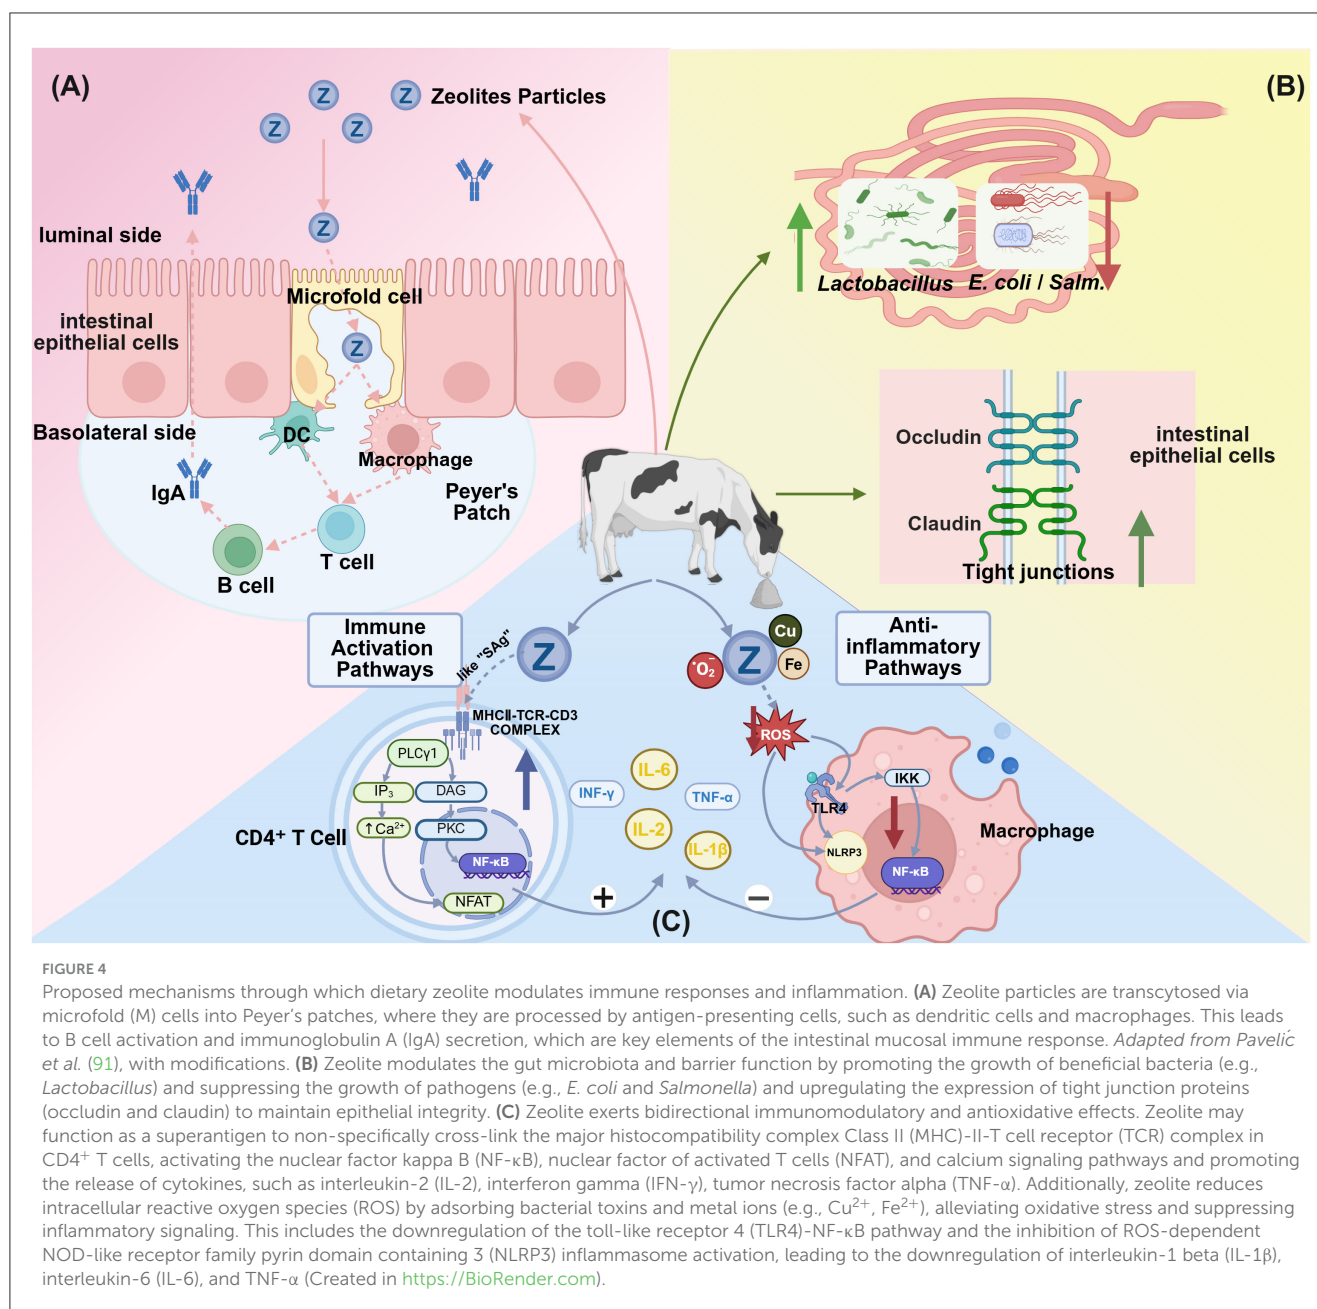 (A)
Z
Z
Z
Z
Zeolites Particles
(B)
luminal side
Z
Microfold cell
intestinal
epithelial cells
Z
Basolateral side
DC
Macrophage
IgA
Peyer's
Patch
T cell
B cell
Lactobacillus
E. coli / Salm.
Occludin
intestinal
epithelial cells
Claudin
Tight junctions
Immune
Activation
Pathways
like "SAg"
Z
Cu
•O₂⁻
Z
Fe
Anti-
inflammatory
Pathways
MHCⅡ-TCR-CD3
COMPLEX
PLCγ1
IP₃
DAG
↑Ca²⁺
PKC
CD4⁺ T Cell
NF-κB
NFAT
IL-6
INF-γ
TNF-α
IL-2
IL-1β
+
−
(C)
ROS
TLR4
IKK
NLRP3
NF-κB
Macrophage
FIGURE 4
Proposed mechanisms through which dietary zeolite modulates immune responses and inflammation. (A) Zeolite particles are transcytosed via
microfold (M) cells into Peyer's patches, where they are processed by antigen-presenting cells, such as dendritic cells and macrophages. This leads
to B cell activation and immunoglobulin A (IgA) secretion, which are key elements of the intestinal mucosal immune response. Adapted from Pavelić
et al. (91), with modifications. (B) Zeolite modulates the gut microbiota and barrier function by promoting the growth of beneficial bacteria (e.g.,
Lactobacillus) and suppressing the growth of pathogens (e.g., E. coli and Salmonella) and upregulating the expression of tight junction proteins
(occludin and claudin) to maintain epithelial integrity. (C) Zeolite exerts bidirectional immunomodulatory and antioxidative effects. Zeolite may
function as a superantigen to non-specifically cross-link the major histocompatibility complex Class II (MHC)-II-T cell receptor (TCR) complex in
CD4⁺ T cells, activating the nuclear factor kappa B (NF-κB), nuclear factor of activated T cells (NFAT), and calcium signaling pathways and promoting
the release of cytokines, such as interleukin-2 (IL-2), interferon gamma (IFN-γ), tumor necrosis factor alpha (TNF-α). Additionally, zeolite reduces
intracellular reactive oxygen species (ROS) by adsorbing bacterial toxins and metal ions (e.g., Cu²⁺, Fe²⁺), alleviating oxidative stress and suppressing
inflammatory signaling. This includes the downregulation of the toll-like receptor 4 (TLR4)-NF-κB pathway and the inhibition of ROS-dependent
NOD-like receptor family pyrin domain containing 3 (NLRP3) inflammasome activation, leading to the downregulation of interleukin-1 beta (IL-1β),
interleukin-6 (IL-6), and TNF-α (Created in https://BioRender.com).